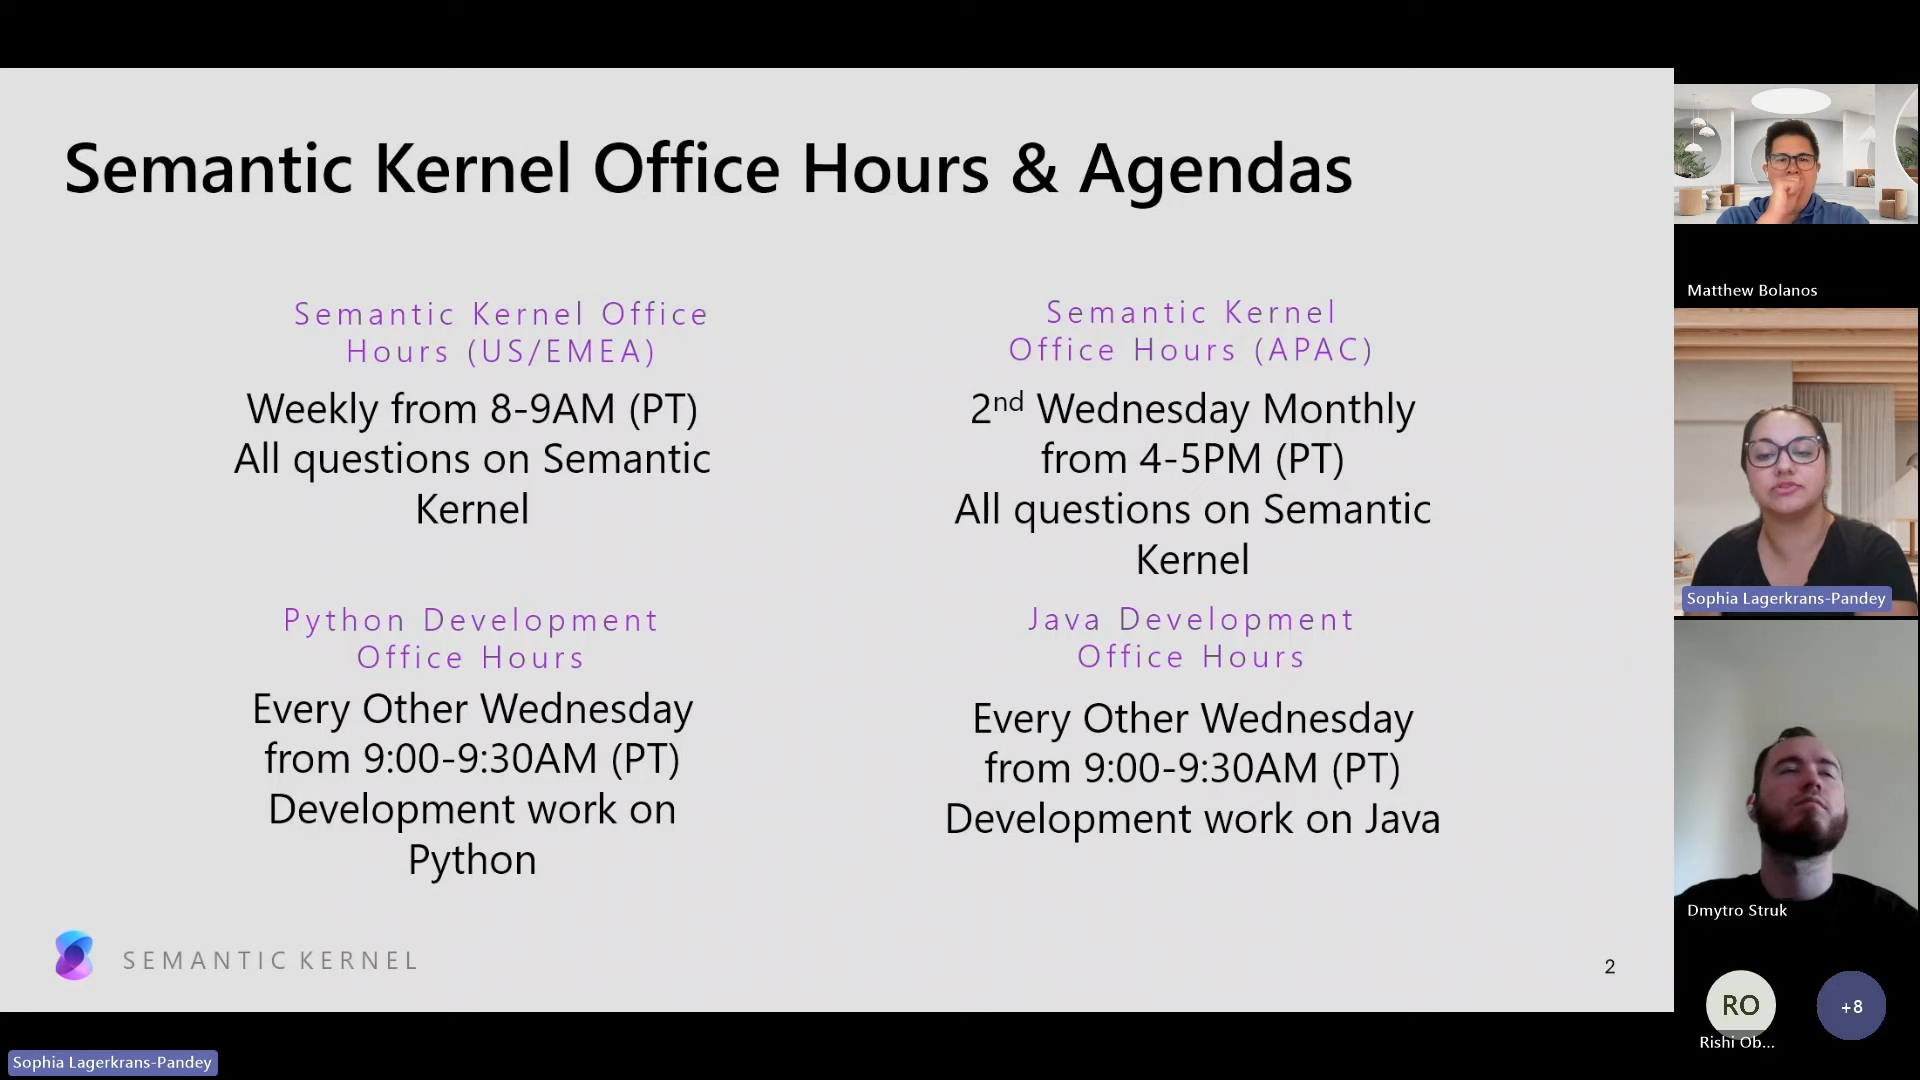 Semantic Kernel Office Hours & Agendas
Semantic Kernel Office
Hours (US/EMEA)
Weekly from 8-9AM (PT)
All questions on Semantic
Kernel
Semantic Kernel
Office Hours (APAC)
2nd Wednesday Monthly
from 4-5PM (PT)
All questions on Semantic
Kernel
Python Development
Office Hours
Every Other Wednesday
from 9:00-9:30AM (PT)
Development work on
Python
Java Development
Office Hours
Every Other Wednesday
from 9:00-9:30AM (PT)
Development work on Java
SEMANTIC KERNEL
2
Matthew Bolanos
Sophia Lagerkrans-Pandey
Dmytro Struk
RO
Rishi Ob...
+8
Sophia Lagerkrans-Pandey